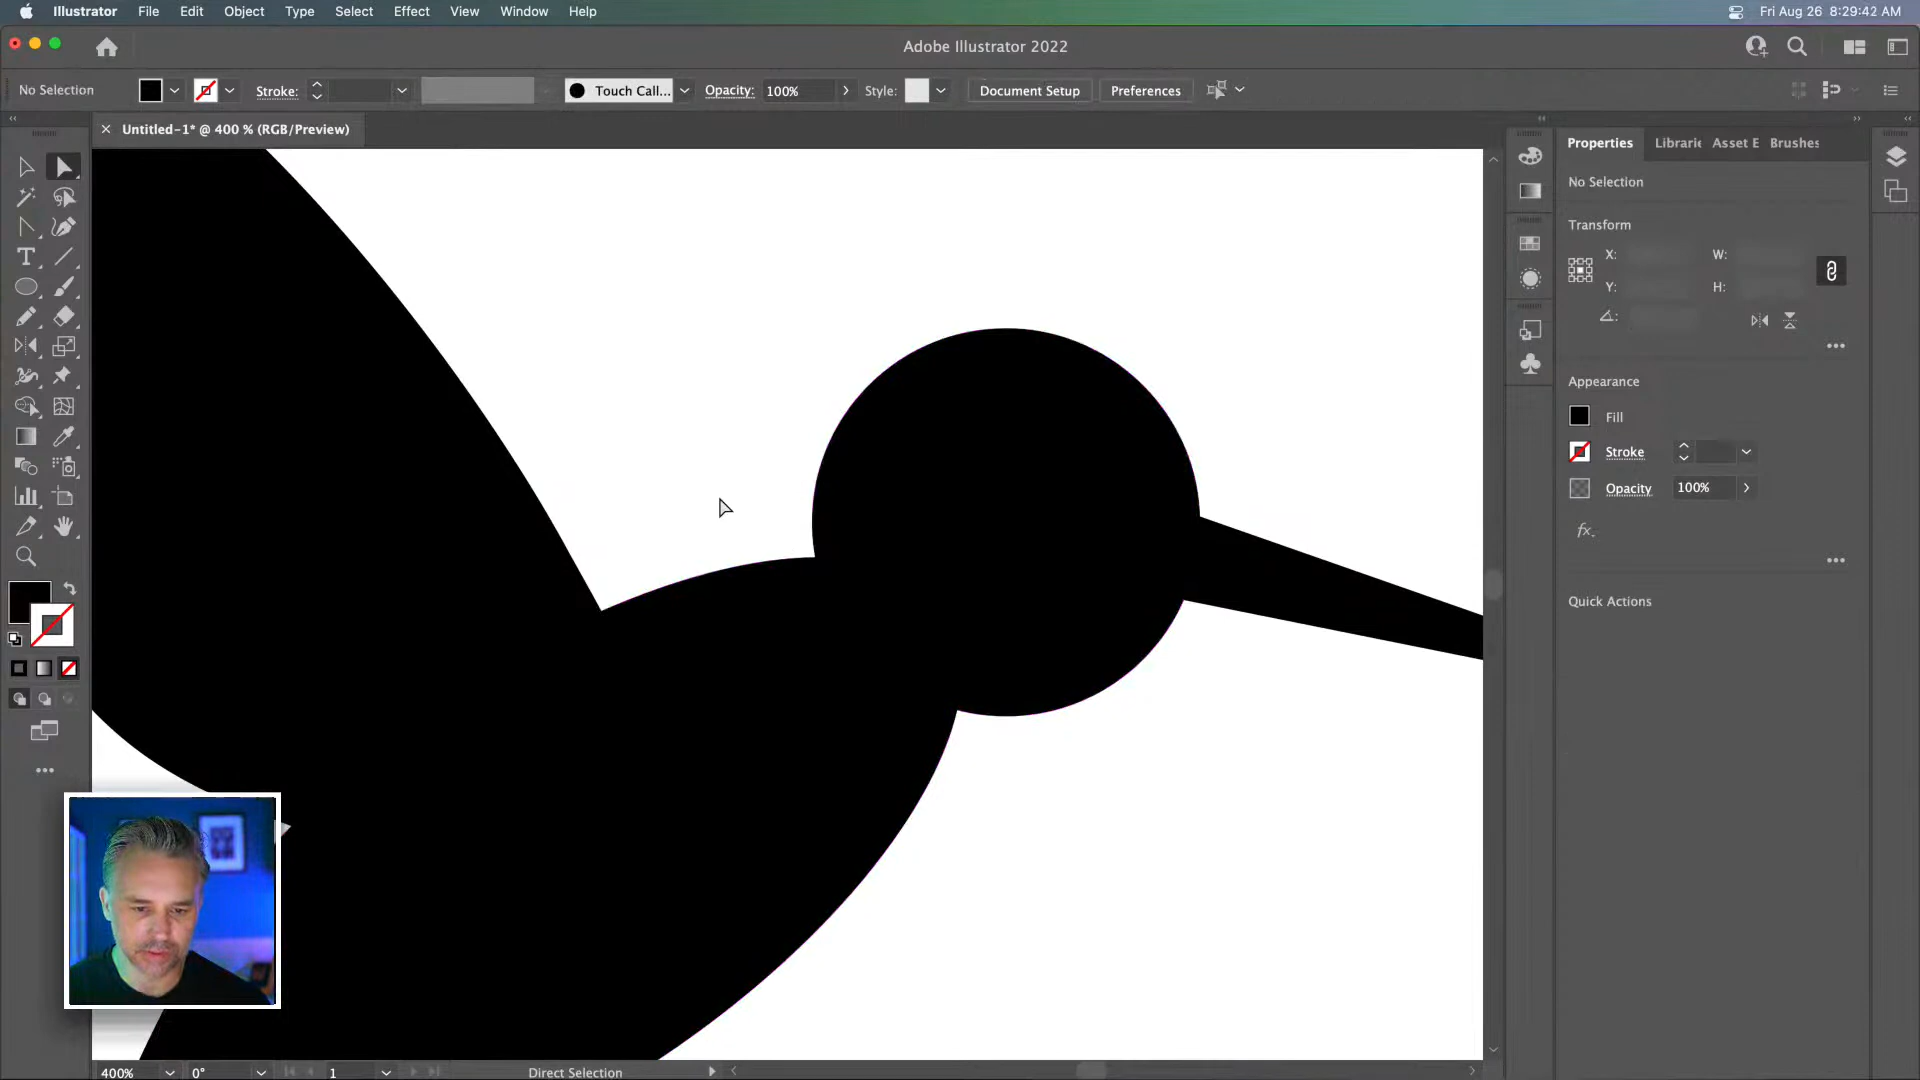 Illustrator File Edit Object Type Select Effect View Window Help Fri Aug 26 8:29:42 AM
Adobe Illustrator 2022
No Selection Stroke: Touch Call... Opacity: 100% Style: Document Setup Preferences
× Untitled-1* @ 400 % (RGB/Preview)
Properties Librarie Asset E Brushes
No Selection
Transform
X: W:
Y: H:
Appearance
Fill
Stroke
Opacity 100%
fx.
Quick Actions
400% 0° 1 Direct Selection